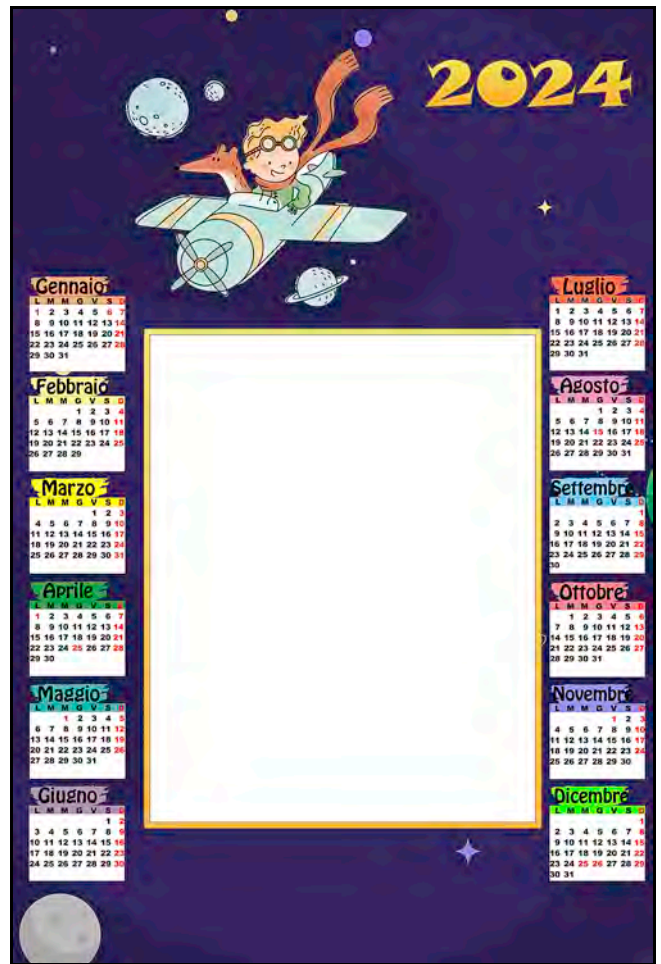 2024
Gennaio
L M M G V S D
1 2 3 4 5 6 7
8 9 10 11 12 13 14
15 16 17 18 19 20 21
22 23 24 25 26 27 28
29 30 31
Febbraio
L M M G V S D
1 2 3 4
5 6 7 8 9 10 11
12 13 14 15 16 17 18
19 20 21 22 23 24 25
26 27 28 29
Marzo
L M M G V S D
1 2 3
4 5 6 7 8 9 10
11 12 13 14 15 16 17
18 19 20 21 22 23 24
25 26 27 28 29 30 31
Aprile
L M M G V S D
1 2 3 4 5 6 7
8 9 10 11 12 13 14
15 16 17 18 19 20 21
22 23 24 25 26 27 28
29 30
Maggio
L M M G V S D
1 2 3 4 5
6 7 8 9 10 11 12
13 14 15 16 17 18 19
20 21 22 23 24 25 26
27 28 29 30 31
Giugno
L M M G V S D
1 2
3 4 5 6 7 8 9
10 11 12 13 14 15 16
17 18 19 20 21 22 23
24 25 26 27 28 29 30
Luglio
L M M G V S D
1 2 3 4 5 6 7
8 9 10 11 12 13 14
15 16 17 18 19 20 21
22 23 24 25 26 27 28
29 30 31
Agosto
L M M G V S D
1 2 3 4
5 6 7 8 9 10 11
12 13 14 15 16 17 18
19 20 21 22 23 24 25
26 27 28 29 30 31
Settembre
L M M G V S D
1
2 3 4 5 6 7 8
9 10 11 12 13 14 15
16 17 18 19 20 21 22
23 24 25 26 27 28 29
30
Ottobre
L M M G V S D
1 2 3 4 5 6
7 8 9 10 11 12 13
14 15 16 17 18 19 20
21 22 23 24 25 26 27
28 29 30 31
Novembre
L M M G V S D
1 2 3
4 5 6 7 8 9 10
11 12 13 14 15 16 17
18 19 20 21 22 23 24
25 26 27 28 29 30
Dicembre
L M M G V S D
1
2 3 4 5 6 7 8
9 10 11 12 13 14 15
16 17 18 19 20 21 22
23 24 25 26 27 28 29
30 31